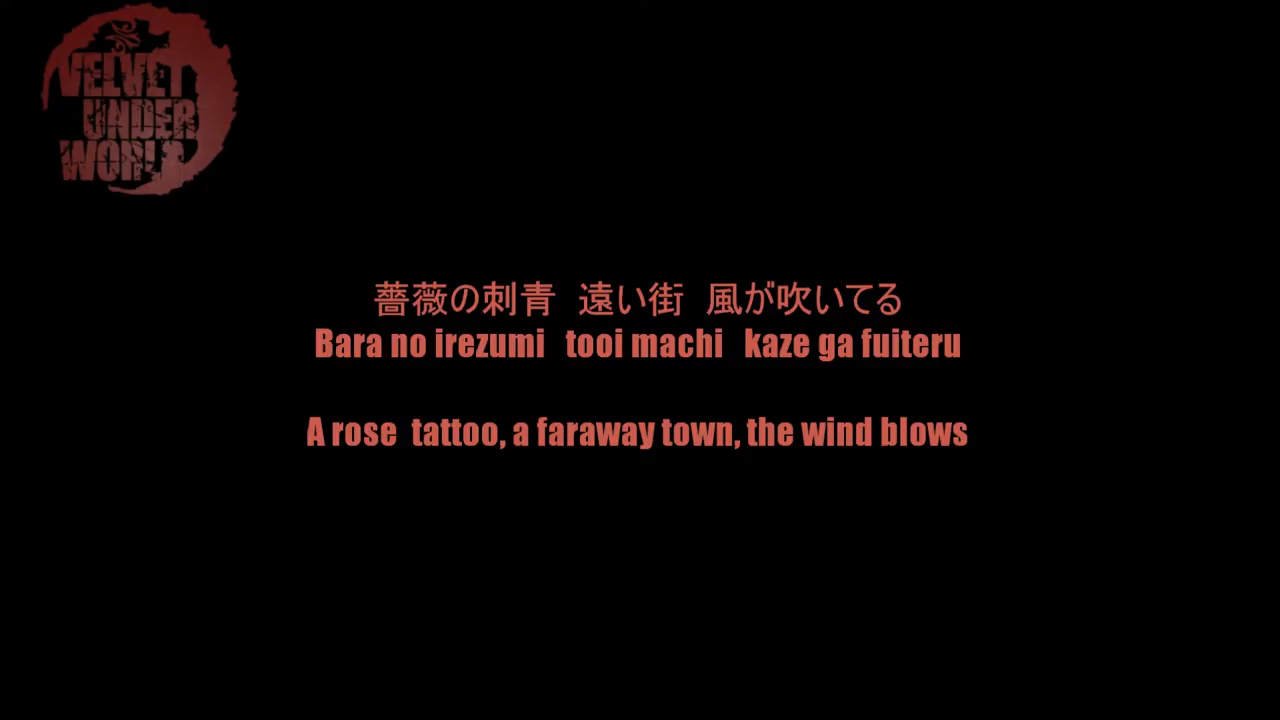 VELVET
UNDER
WORLD
薔薇の刺青　遠い街　風が吹いてる
Bara no irezumi tooi machi kaze ga fuiteru
A rose tattoo, a faraway town, the wind blows